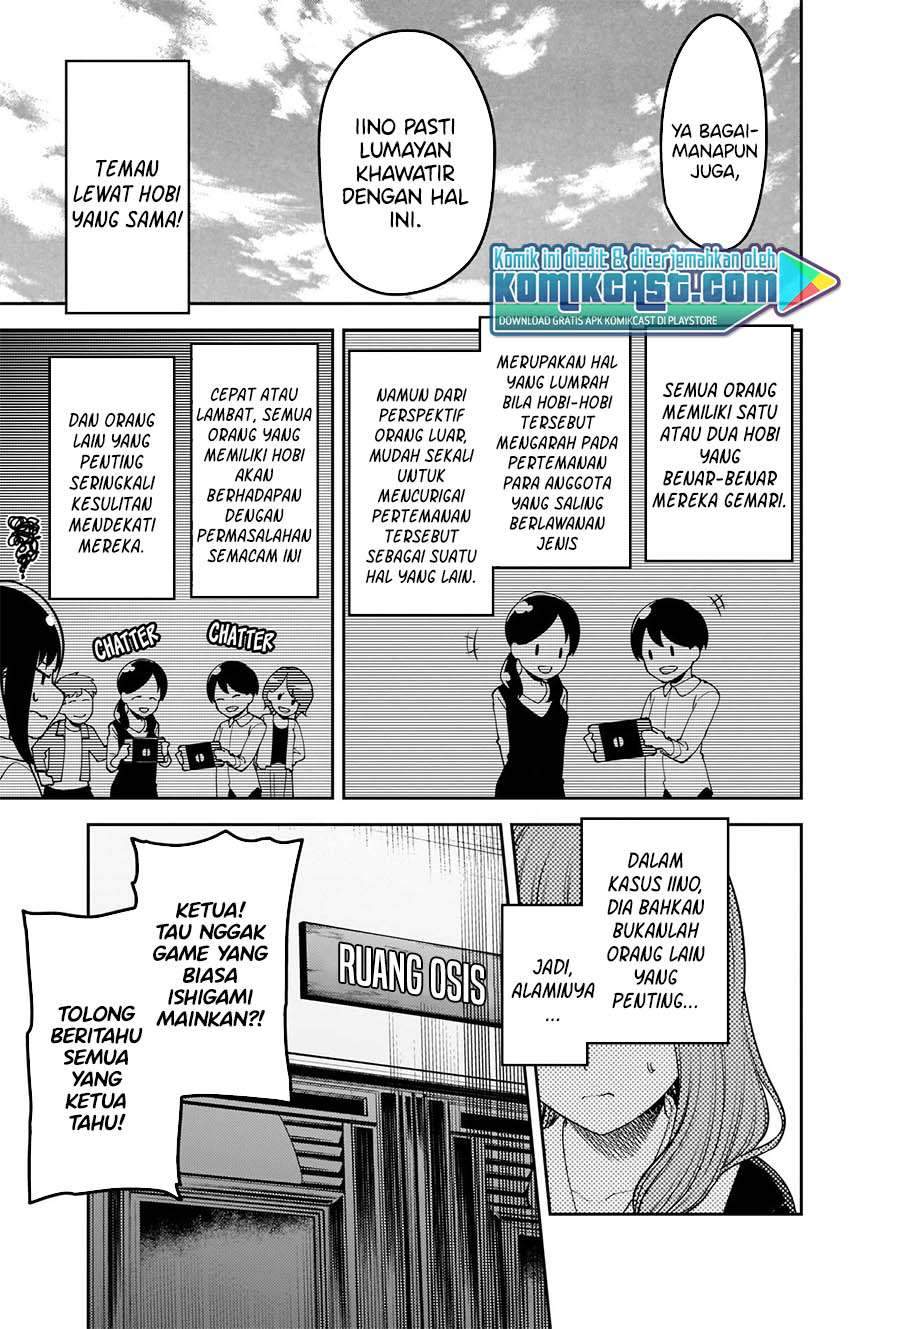 YA BAGAI-
MANAPUN
JUGA,
IINO PASTI
LUMAYAN
KHAWATIR
DENGAN HAL
INI.
TEMAN
LEWAT HOBI
YANG SAMA!
Komik ini diedit & diterjemahkan oleh
KOMIKCAST.COM
DOWNLOAD GRATIS APK KOMIKCAST DI PLAYSTORE
SEMUA ORANG
MEMILIKI SATU
ATAU DUA HOBI
YANG
BENAR-BENAR
MEREKA GEMARI.
MERUPAKAN HAL
YANG LUMRAH
BILA HOBI-HOBI
TERSEBUT
MENGARAH PADA
PERTEMANAN
PARA ANGGOTA
YANG SALING
BERLAWANAN
JENIS
NAMUN DARI
PERSPEKTIF
ORANG LUAR,
MUDAH SEKALI
UNTUK
MENCURIGAI
PERTEMANAN
TERSEBUT
SEBAGAI SUATU
HAL YANG LAIN.
CEPAT ATAU
LAMBAT, SEMUA
ORANG YANG
MEMILIKI HOBI
AKAN
BERHADAPAN
DENGAN
PERMASALAHAN
SEMACAM INI
DAN ORANG
LAIN YANG
PENTING
SERINGKALI
KESULITAN
MENDEKATI
MEREKA.
CHATTER
CHATTER
DALAM
KASUS IINO,
DIA BAHKAN
BUKANLAH
ORANG LAIN
YANG
PENTING...
JADI,
ALAMINYA
...
RUANG OSIS
KETUA!
TAU NGGAK
GAME YANG
BIASA
ISHIGAMI
MAINKAN?!
TOLONG
BERITAHU
SEMUA
YANG
KETUA
TAHU!